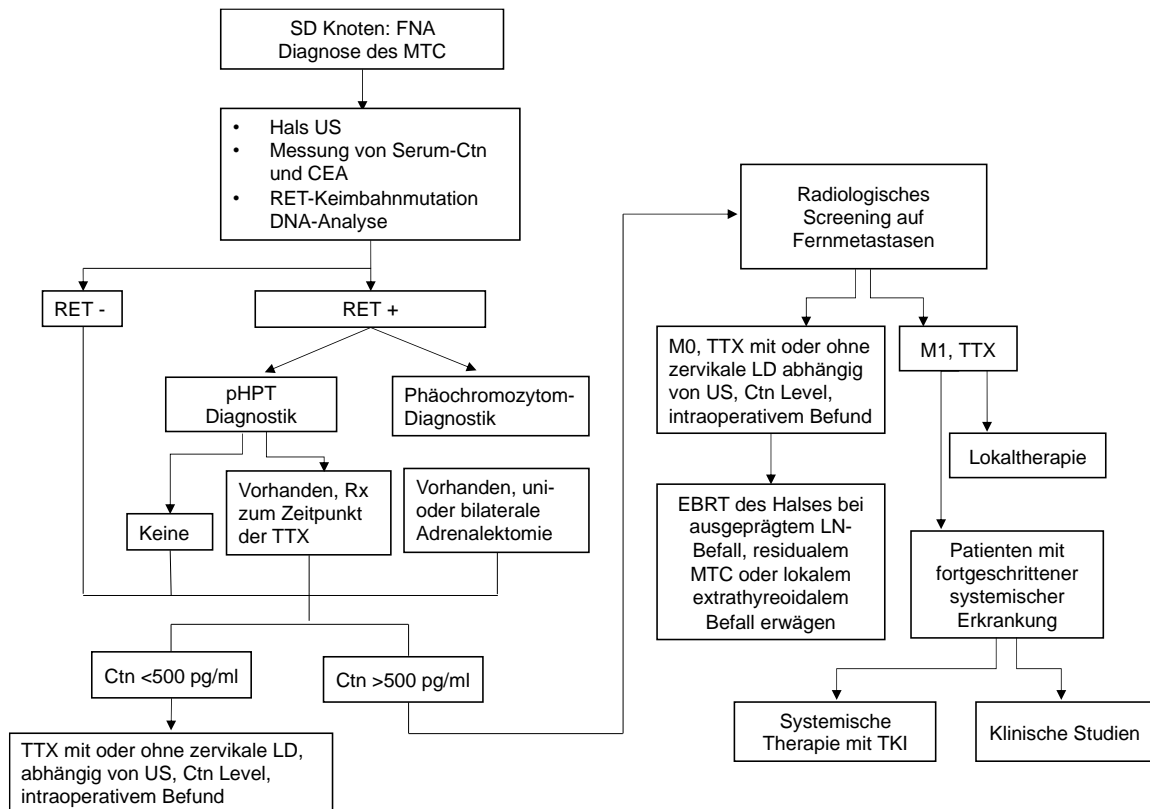 SD Knoten: FNA
Diagnose des MTC
• Hals US
• Messung von Serum-Ctn
und CEA
• RET-Keimbahnmutation
DNA-Analyse
RET -
RET +
pHPT
Diagnostik
Phäochromozytom-
Diagnostik
Keine
Vorhanden, Rx
zum Zeitpunkt
der TTX
Vorhanden, uni-
oder bilaterale
Adrenalektomie
Ctn <500 pg/ml
Ctn >500 pg/ml
TTX mit oder ohne zervikale LD,
abhängig von US, Ctn Level,
intraoperativem Befund
Radiologisches
Screening auf
Fernmetastasen
M0, TTX mit oder ohne
zervikale LD abhängig
von US, Ctn Level,
intraoperativem Befund
M1, TTX
Lokaltherapie
EBRT des Halses bei
ausgeprägtem LN-
Befall, residualem
MTC oder lokalem
extrathyreoidalem
Befall erwägen
Patienten mit
fortgeschrittener
systemischer
Erkrankung
Systemische
Therapie mit TKI
Klinische Studien